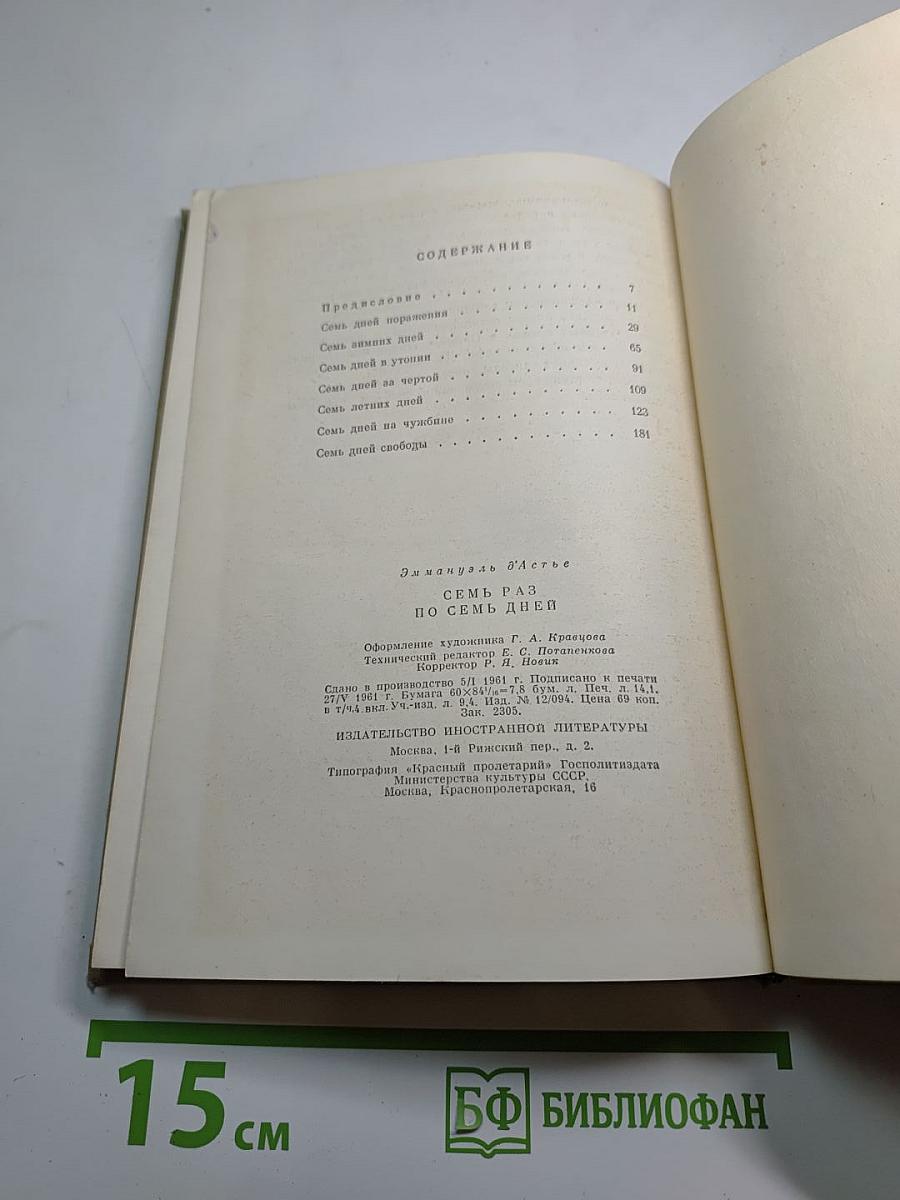 СОДЕРЖАНИЕ
Предисловие . . . . . . . . . . . 7
Семь дней поражения . . . . . . . . . . 11
Семь зимних дней . . . . . . . . . . . 29
Семь дней в утопии . . . . . . . . . . . 65
Семь дней за чертой . . . . . . . . . . 91
Семь летних дней . . . . . . . . . . . 109
Семь дней на чужбине . . . . . . . . . 123
Семь дней свободы . . . . . . . . . . . 181
Эммануэль д'Астье
СЕМЬ РАЗ
ПО СЕМЬ ДНЕЙ
Оформление художника Г. А. Кравцова
Технический редактор Е. С. Потапенкова
Корректор Р. Я. Новик
Сдано в производство 5/I 1961 г. Подписано к печати
27/V 1961 г. Бумага 60×84¹/₁₆=7,8 бум. л. Печ. л. 14,1.
в т/ч.4 вкл. Уч.-изд. л. 9,4. Изд. № 12/094. Цена 69 коп.
Зак. 2305.
ИЗДАТЕЛЬСТВО ИНОСТРАННОЙ ЛИТЕРАТУРЫ
Москва, 1-й Рижский пер., д. 2.
Типография «Красный пролетарий» Госполитиздата
Министерства культуры СССР.
Москва, Краснопролетарская, 16
15 см
БФ БИБЛИОФАН